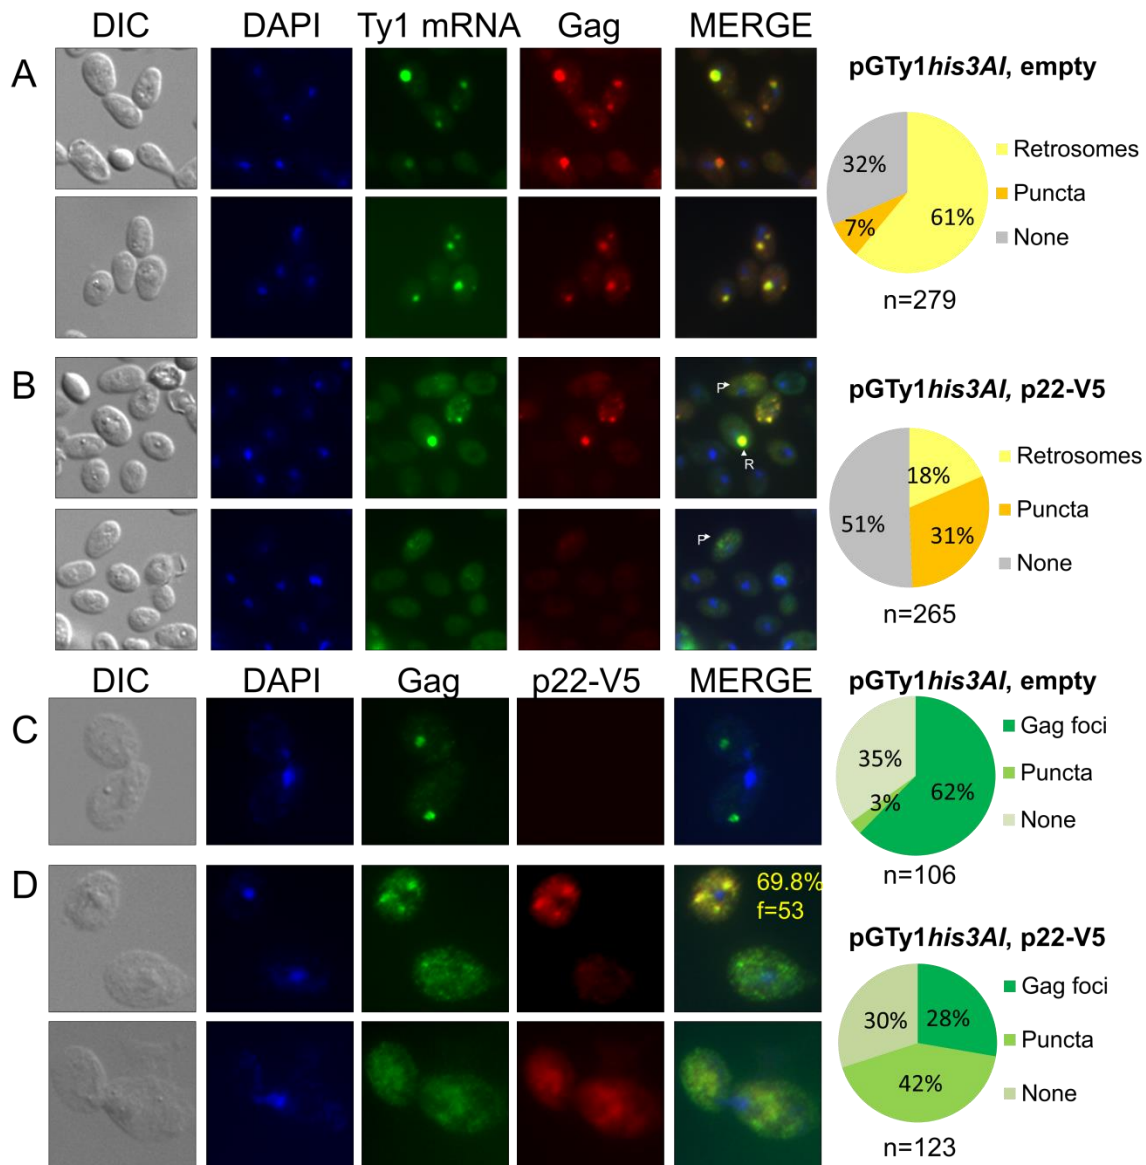 DIC DAPI Ty1 mRNA Gag MERGE
A
pGTy1his3AI, empty
32%
7%
61%
Retrosomes
Puncta
None
n=279
B
P
R
P
pGTy1his3AI, p22-V5
18%
51%
31%
Retrosomes
Puncta
None
n=265
DIC DAPI Gag p22-V5 MERGE
C
pGTy1his3AI, empty
35%
3%
62%
Gag foci
Puncta
None
n=106
D
69.8%
f=53
pGTy1his3AI, p22-V5
30%
28%
42%
Gag foci
Puncta
None
n=123